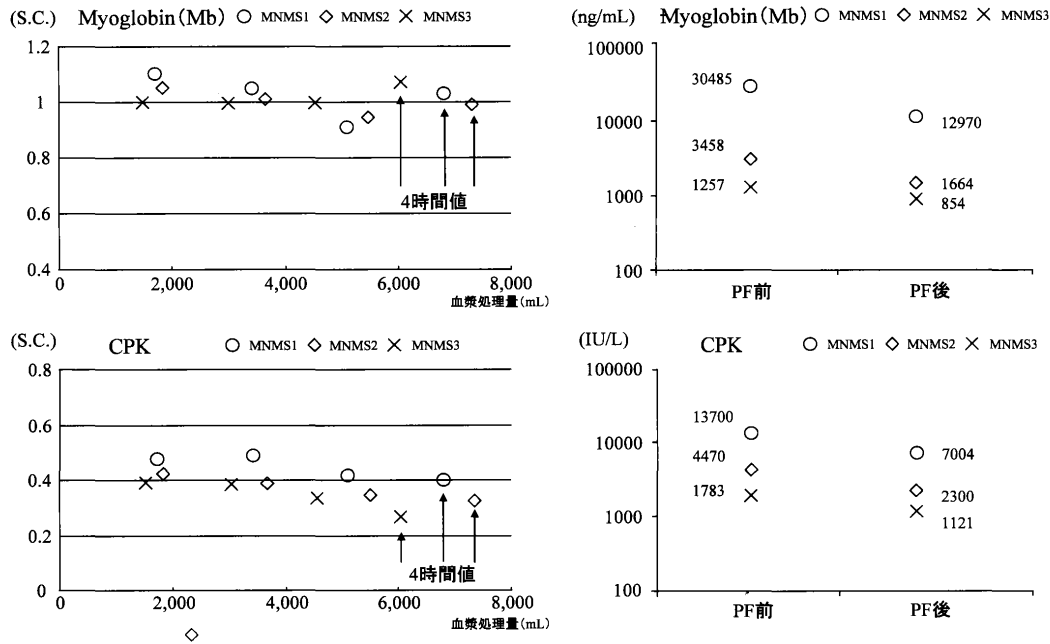 (S.C.) Myoglobin(Mb) ○ MNMS1 ◇ MNMS2 × MNMS3
1.2
1
0.8
0.6
0.4
4時間値
0 2,000 4,000 6,000 8,000
血漿処理量(mL)
(ng/mL) Myoglobin(Mb) ○ MNMS1 ◇ MNMS2 × MNMS3
100000
10000
1000
100
30485
3458
1257
12970
1664
854
PF前 PF後
(S.C.) CPK ○ MNMS1 ◇ MNMS2 × MNMS3
0.8
0.6
0.4
0.2
0
4時間値
0 2,000 4,000 6,000 8,000
血漿処理量(mL)
(IU/L) CPK ○ MNMS1 ◇ MNMS2 × MNMS3
100000
10000
1000
100
13700
4470
1783
7004
2300
1121
PF前 PF後